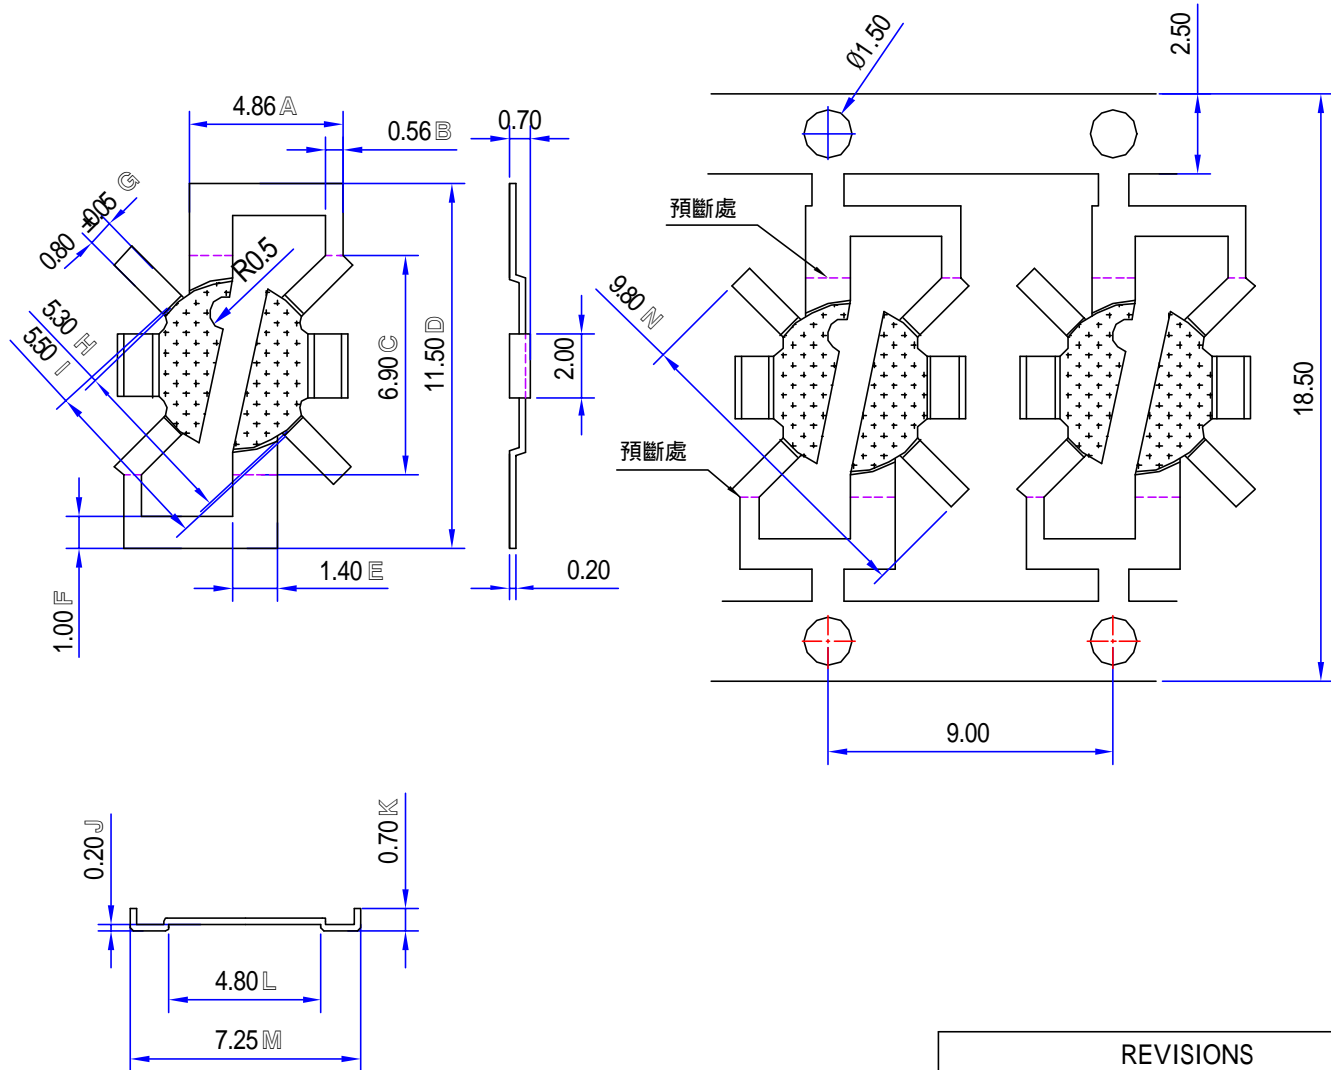 Ø1.50
2.50
4.86 A
0.56 B
0.70
0.80 ±0.05 G
R0.5
預斷處
9.80 N
5.30 H
5.50 I
6.90 C
11.50 D
2.00
18.50
預斷處
1.40 E
0.20
1.00 F
9.00
0.20 J
0.70 K
4.80 L
7.25 M
REVISIONS